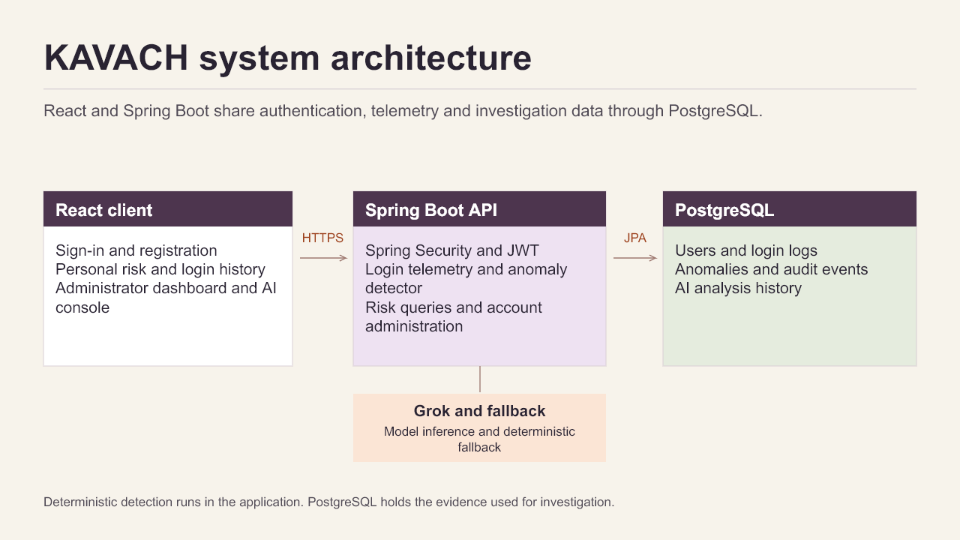 KAVACH system architecture
React and Spring Boot share authentication, telemetry and investigation data through PostgreSQL.
React client
Sign-in and registration
Personal risk and login history
Administrator dashboard and AI
console
HTTPS
Spring Boot API
Spring Security and JWT
Login telemetry and anomaly
detector
Risk queries and account
administration
JPA
PostgreSQL
Users and login logs
Anomalies and audit events
AI analysis history
Grok and fallback
Model inference and deterministic
fallback
Deterministic detection runs in the application. PostgreSQL holds the evidence used for investigation.